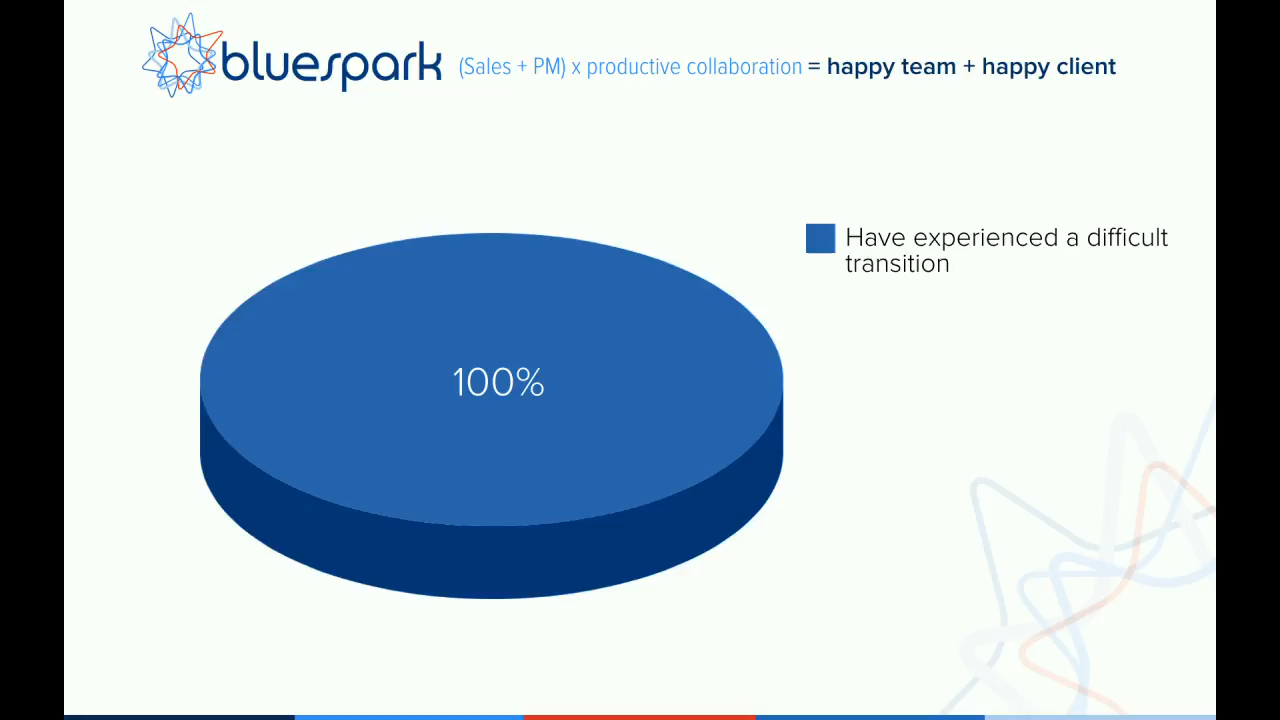 bluespark (Sales + PM) x productive collaboration = happy team + happy client
Have experienced a difficult
transition
100%